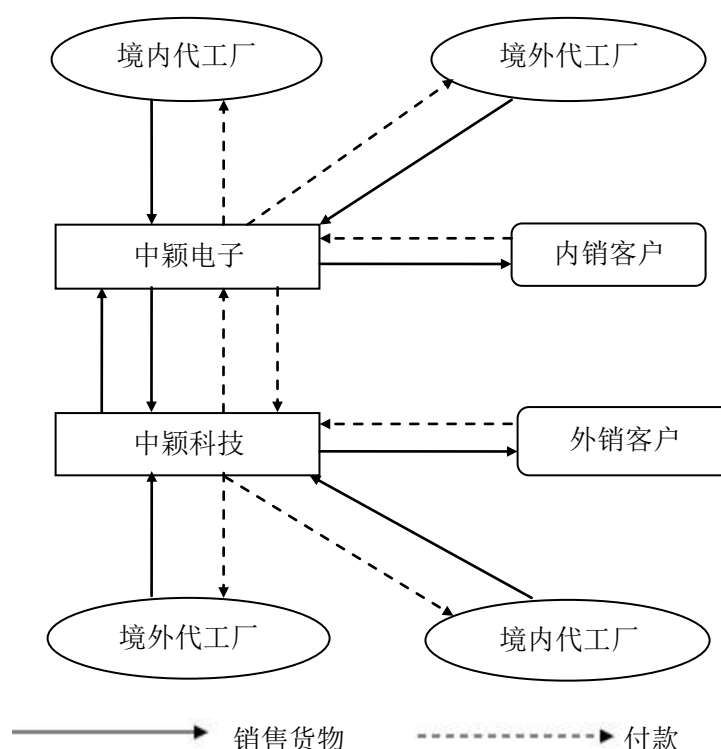 境内代工厂
境外代工厂
中颖电子
内销客户
中颖科技
外销客户
境外代工厂
境内代工厂
销售货物
付款